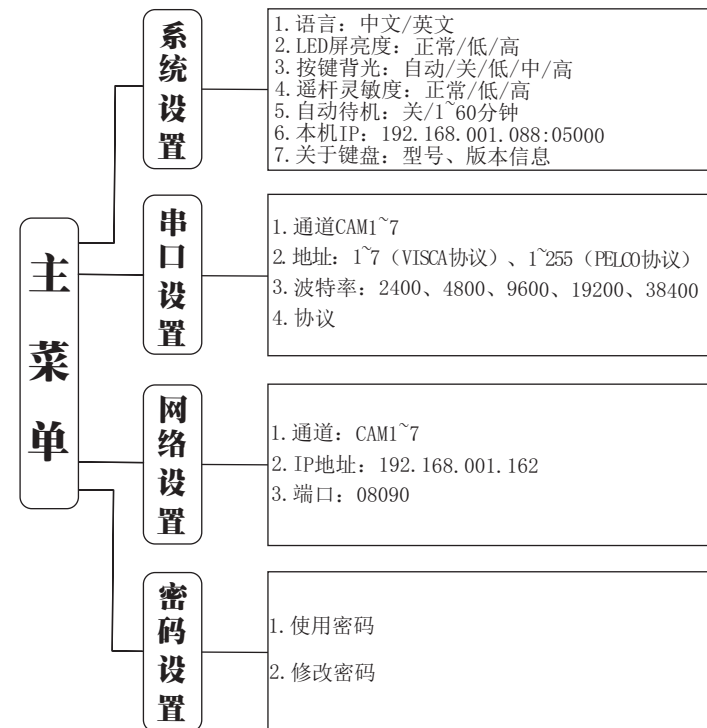 主菜单
系统设置
1.语言：中文/英文
2.LED屏亮度：正常/低/高
3.按键背光：自动/关/低/中/高
4.遥杆灵敏度：正常/低/高
5.自动待机：关/1~60分钟
6.本机IP：192.168.001.088:05000
7.关于键盘：型号、版本信息
串口设置
1.通道CAM1~7
2.地址：1~7（VISCA协议）、1~255（PELCO协议）
3.波特率：2400、4800、9600、19200、38400
4.协议
网络设置
1.通道：CAM1~7
2.IP地址：192.168.001.162
3.端口：08090
密码设置
1.使用密码
2.修改密码